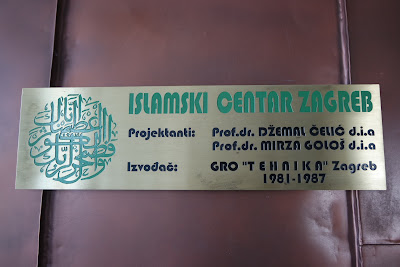 ISLAMSKI CENTAR ZAGREB
Projektanti: Prof.dr. DŽEMAL ČELIĆ d.i.a
Prof.dr. MIRZA GOLOŠ d.i.a
Izvođač: GRO "T E H N I K A" Zagreb
1981-1987